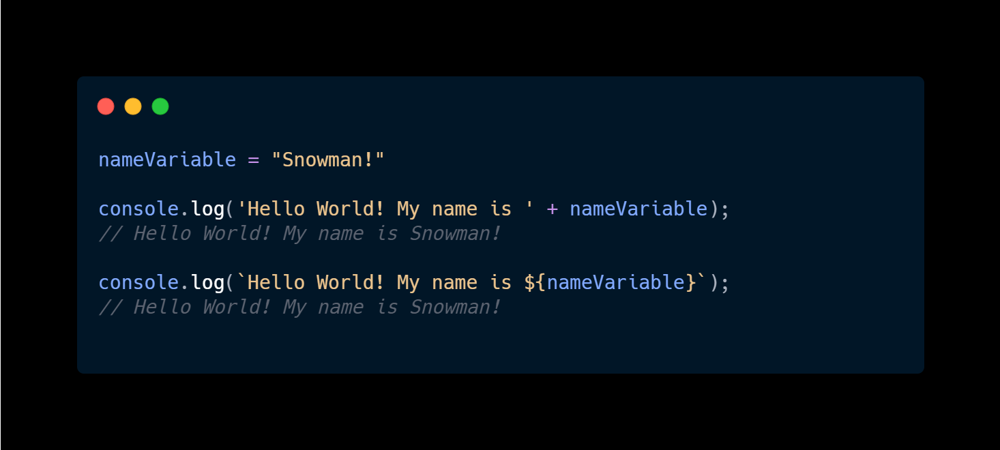 nameVariable = "Snowman!"
console.log('Hello World! My name is ' + nameVariable);
// Hello World! My name is Snowman!
console.log(`Hello World! My name is ${nameVariable}`);
// Hello World! My name is Snowman!